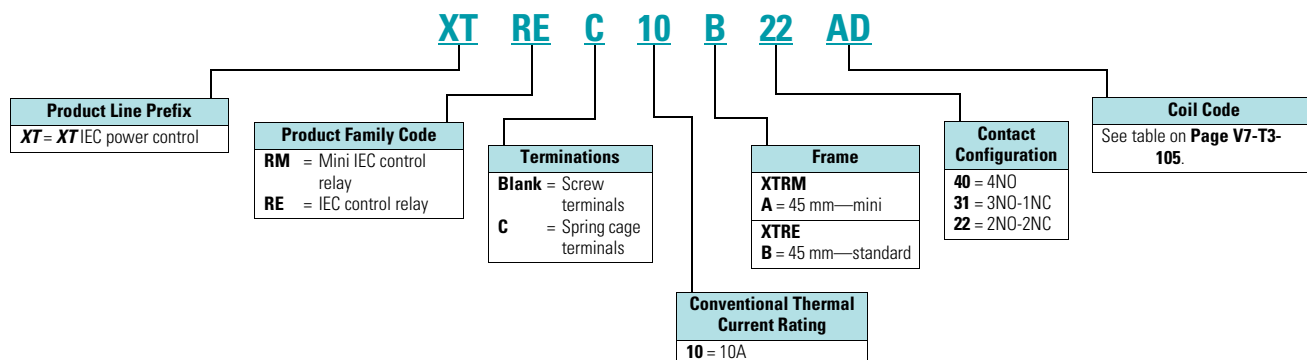 XT RE C 10 B 22 AD
Product Line Prefix
XT = XT IEC power control
Product Family Code
RM = Mini IEC control
relay
RE = IEC control relay
Terminations
Blank = Screw
terminals
C = Spring cage
terminals
Conventional Thermal
Current Rating
10 = 10A
Frame
XTRM
A = 45 mm—mini
XTRE
B = 45 mm—standard
Contact
Configuration
40 = 4NO
31 = 3NO-1NC
22 = 2NO-2NC
Coil Code
See table on Page V7-T3-
105.